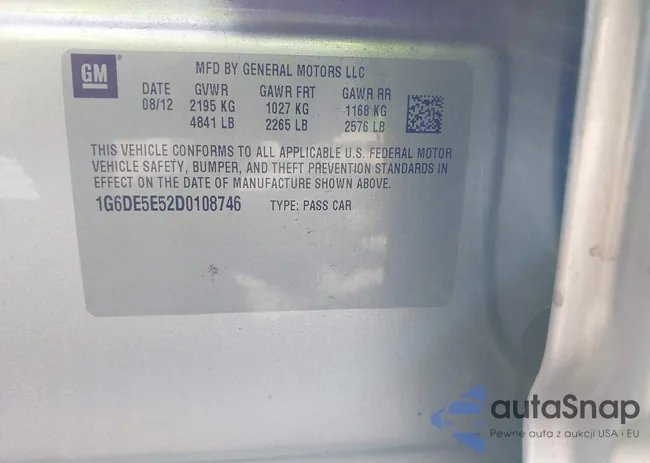 GM
MFD BY GENERAL MOTORS LLC
DATE GVWR GAWR FRT GAWR RR
08/12 2195 KG 1027 KG 1168 KG
4841 LB 2265 LB 2576 LB
THIS VEHICLE CONFORMS TO ALL APPLICABLE U.S. FEDERAL MOTOR
VEHICLE SAFETY, BUMPER, AND THEFT PREVENTION STANDARDS IN
EFFECT ON THE DATE OF MANUFACTURE SHOWN ABOVE.
1G6DE5E52D0108746 TYPE: PASS CAR
autaSnap
Pewne auta z aukcji USA i EU